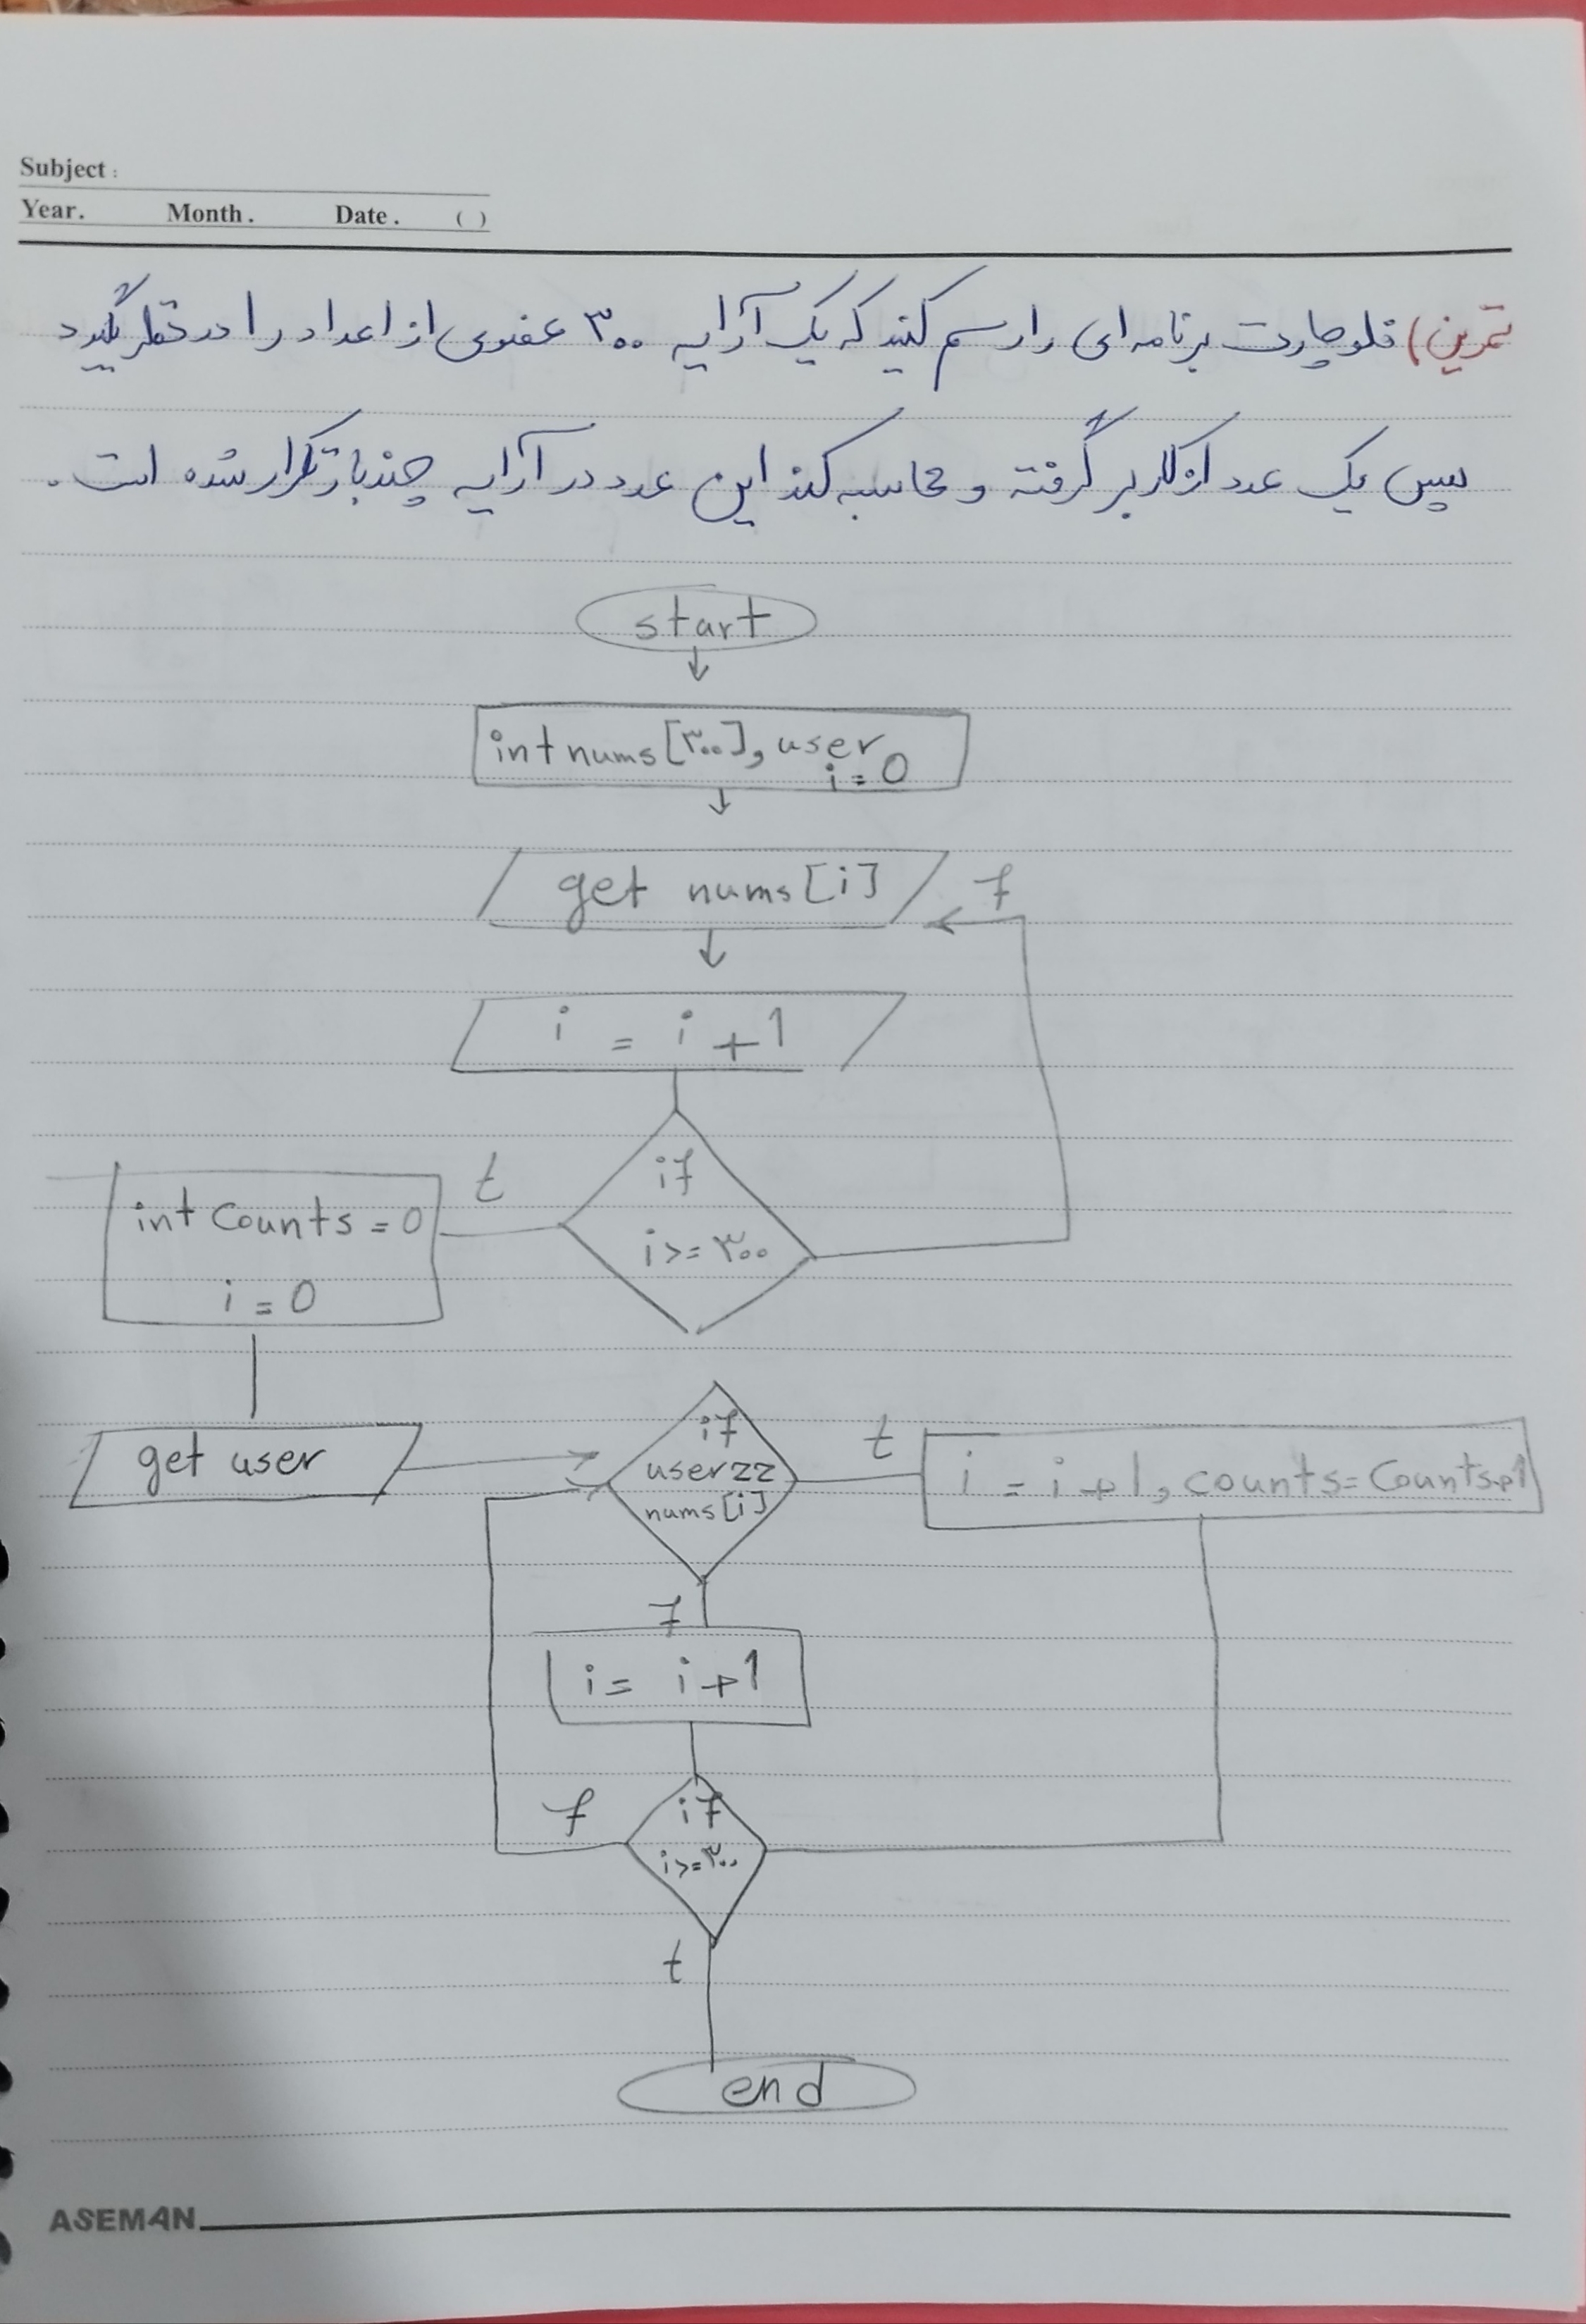 Subject :
Year. Month. Date. ( )
تمرین) فلوچارت برنامه‌ای را رسم کنید که یک آرایه ۳۰۰ عضوی از اعداد را در نظر بگیرد
سپس یک عدد از کاربر گرفته و محاسبه کند این عدد در آرایه چندبار تکرار شده است.
start
int nums[۳۰۰], user,
i = 0
get nums[i]
f
i = i + 1
t
if
i >= ۳۰۰
int Counts = 0
i = 0
get user
if
user==
nums[i]
t
i = i + 1, counts = Counts + 1
f
i = i + 1
f
if
i >= ۳۰۰
t
end
ASEMAN